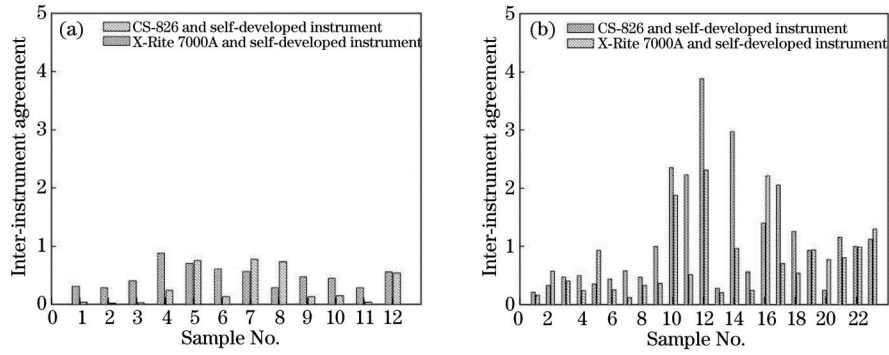 (a)
CS-826 and self-developed instrument
X-Rite 7000A and self-developed instrument
Inter-instrument agreement
5
4
3
2
1
0
0 1 2 3 4 5 6 7 8 9 10 11 12
Sample No.
(b)
CS-826 and self-developed instrument
X-Rite 7000A and self-developed instrument
Inter-instrument agreement
5
4
3
2
1
0
0 2 4 6 8 10 12 14 16 18 20 22
Sample No.